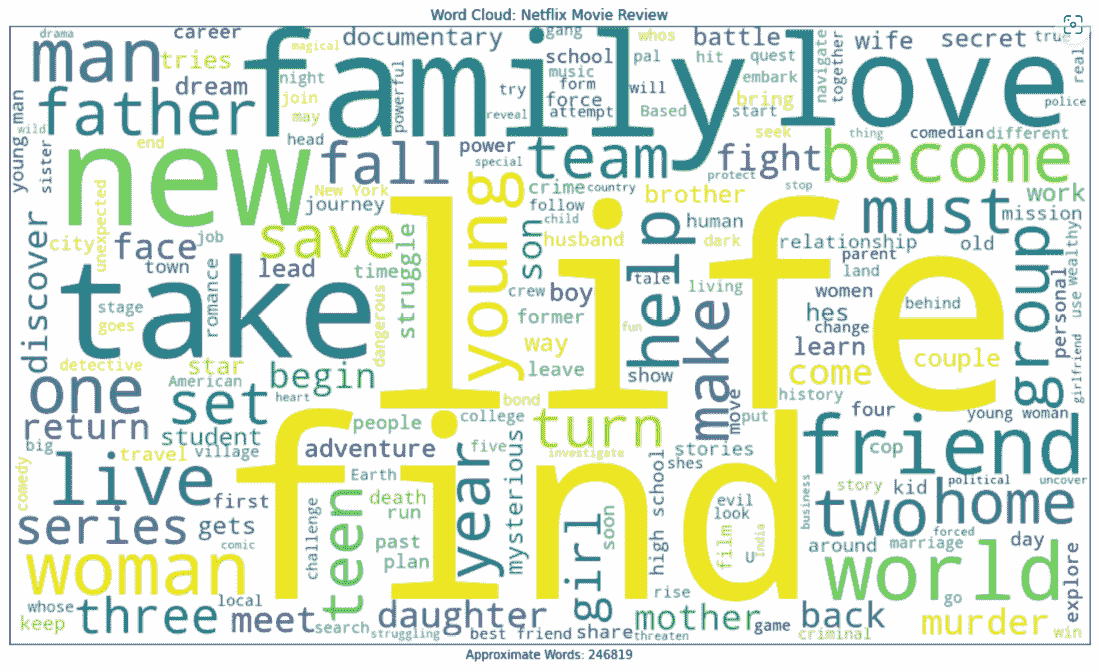 Word Cloud: Netflix Movie Review
drama
career
documentary
gang
whos
battle
wife
secret
true
man
tries
magical
family
school
pal
hit
quest
navigate
together
love
real
dream
night
powerful
music
try
form
will
embark
father
join
force
bring
police
young man
may
reveal
attempt
Based
start
wild
end
head
seek
thing
comedian
different
sister
new
fall
power
special
team
fight
become
protect
unexpected
New York
journey
young
crime
country
brother
stop
work
follow
child
must
mission
discover
city
face
job
save
struggle
son
husband
help
human
dark
relationship
old
group
wealthy
town
lead
time
tale
living
parent
land
personal
use
take
romance
dangerous
life
crew
boy
women
behind
stage
goes
former
fun
make
hes
change
way
learn
couple
detective
star
American
begin
leave
show
come
girlfriend
one
set
heart
bond
move
history
return
people
college
turn
put
four
young woman
big
student
adventure
year
five
mysterious
investigate
stories
friend
cop
travel
village
Earth
find
shes
high school
story
kid
political
uncover
comedy
live
first
death
run
evil
look
business
two
home
series
gets
challenge
teen
past
plan
girl
soon
film
India
u
forced
day
comic
around
marriage
explore
woman
world
rise
go
whose
local
three
meet
daughter
mother
game
back
murder
keep
search
struggling
best friend
share
threaten
criminal
win
Approximate Words: 246819